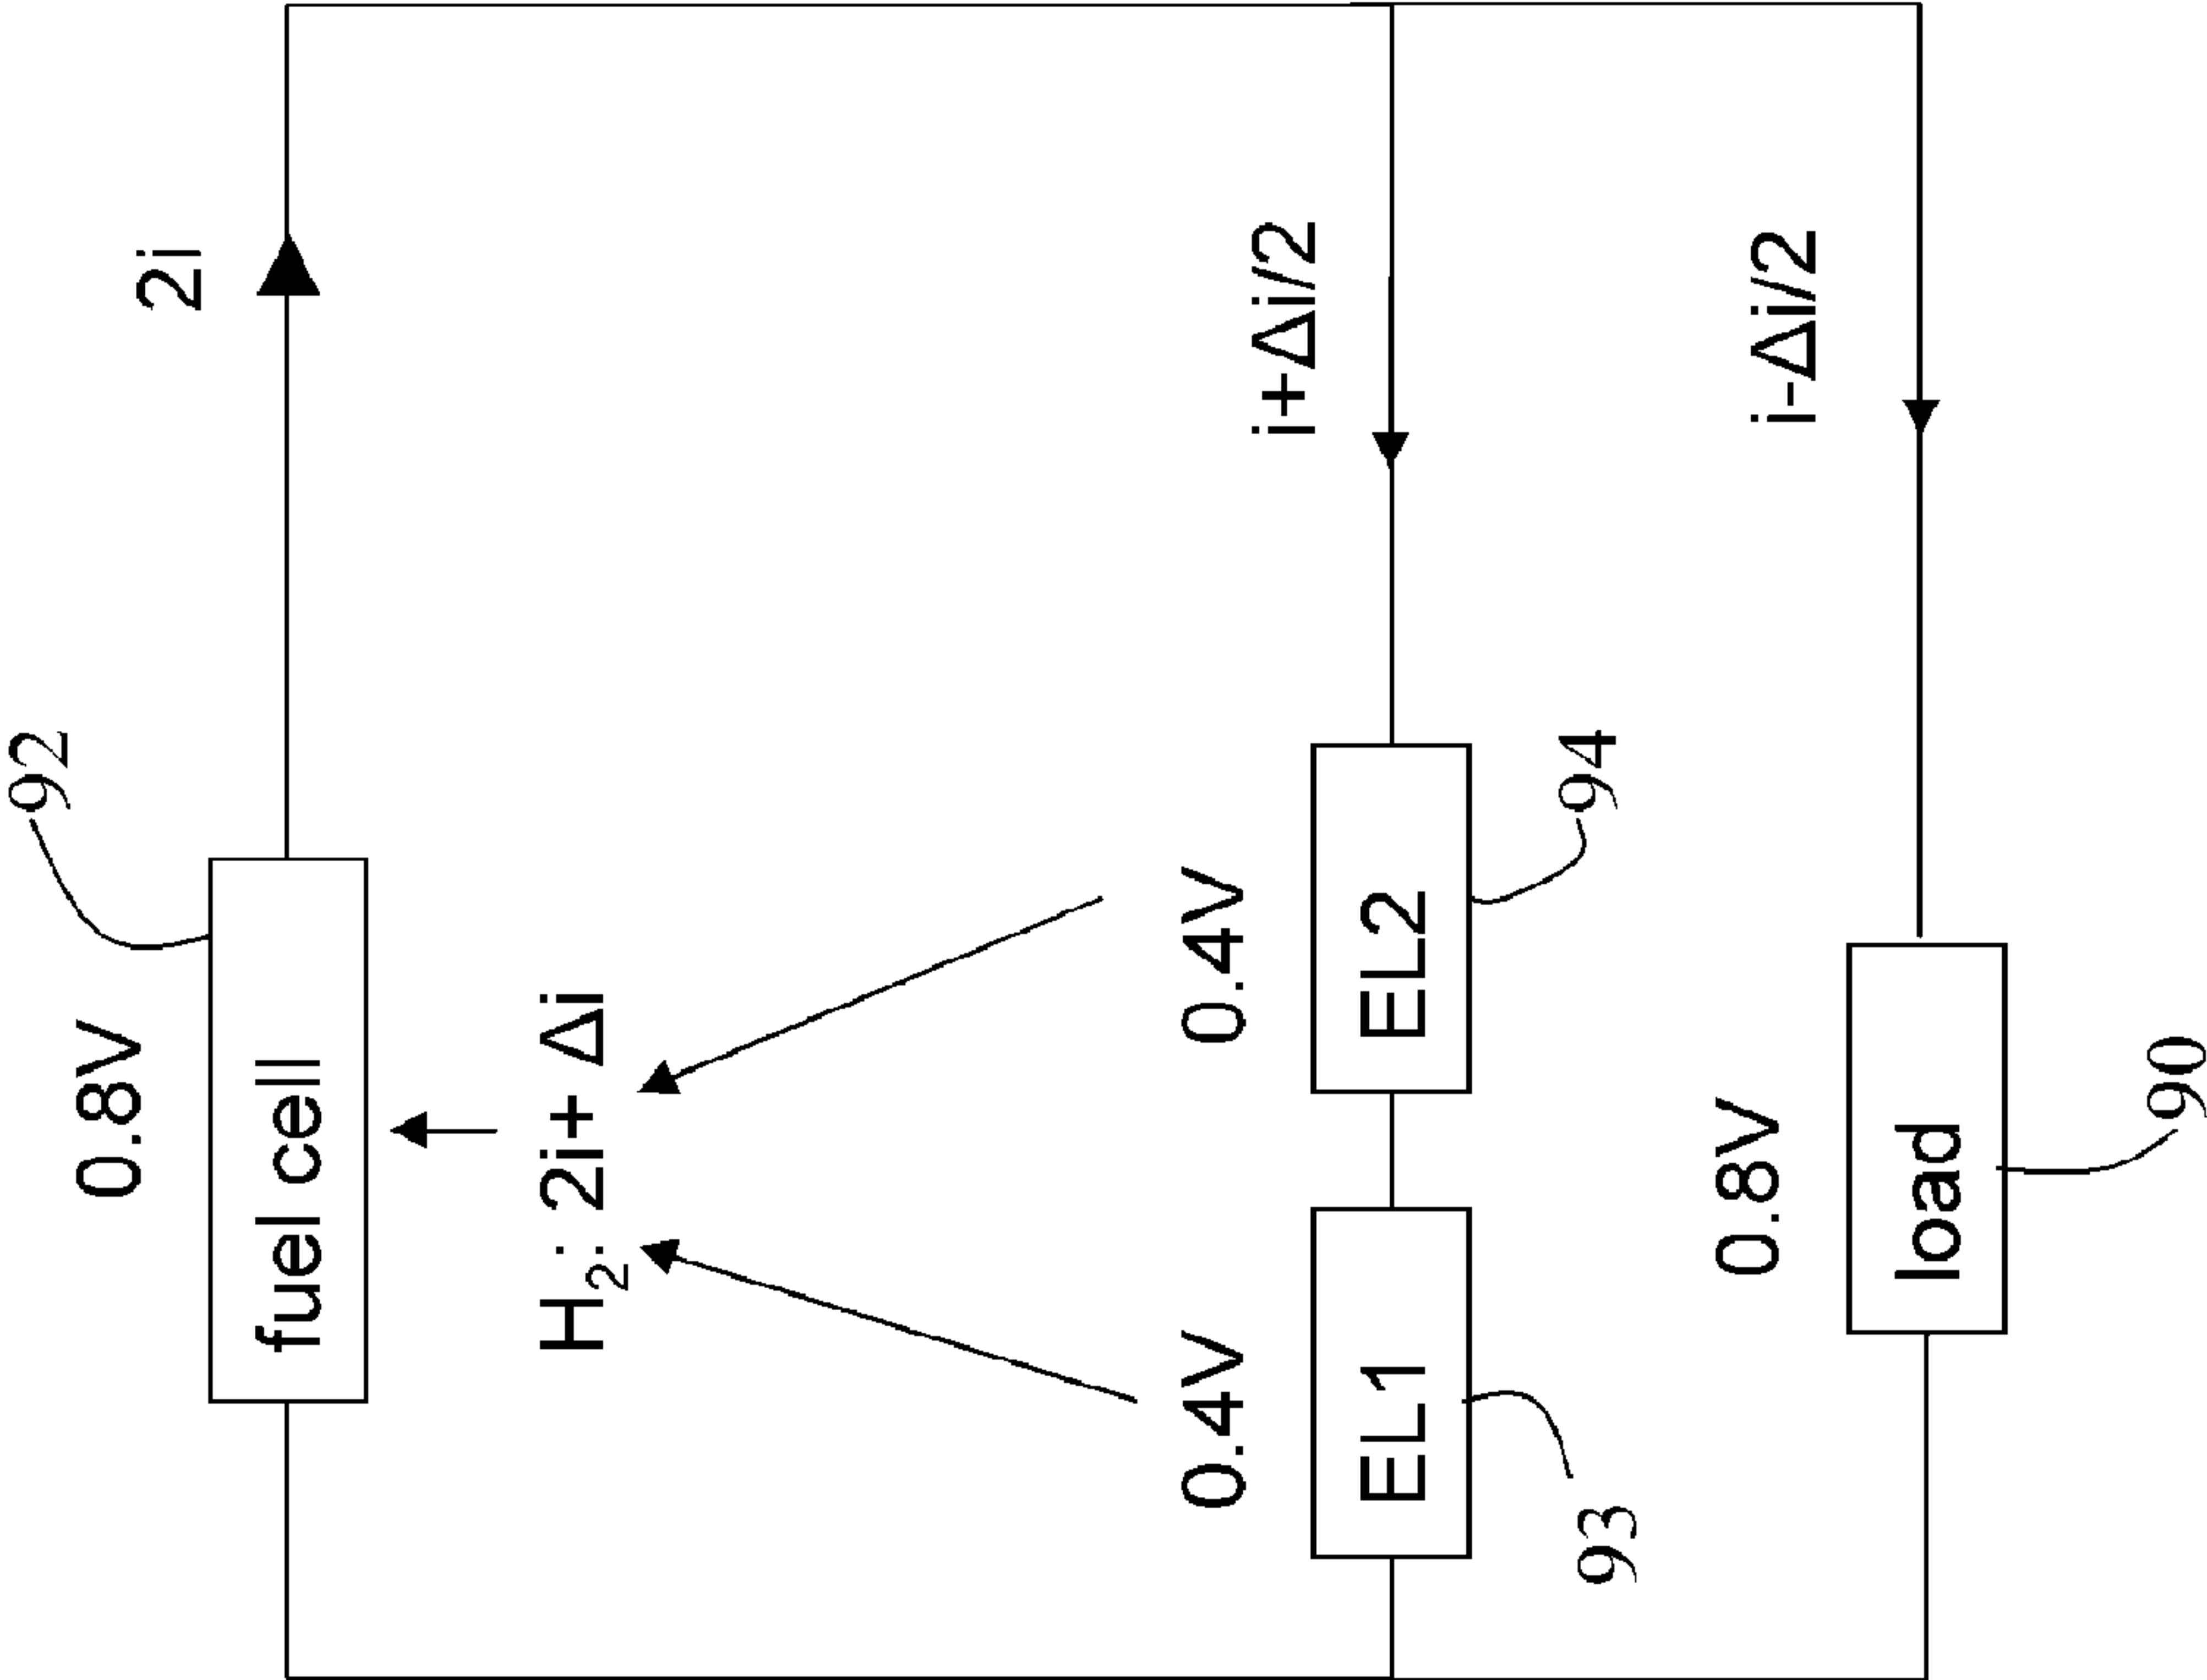 92
0.8V
2i
fuel cell
H₂: 2i+ Δi
0.4V
0.4V
i+Δi/2
EL1
EL2
93
94
0.8V
i-Δi/2
load
90